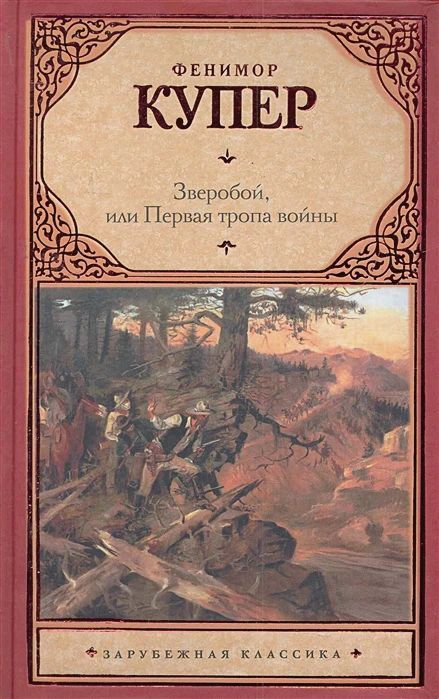 ФЕНИМОР
КУПЕР
Зверобой,
или Первая тропа войны
ЗАРУБЕЖНАЯ КЛАССИКА